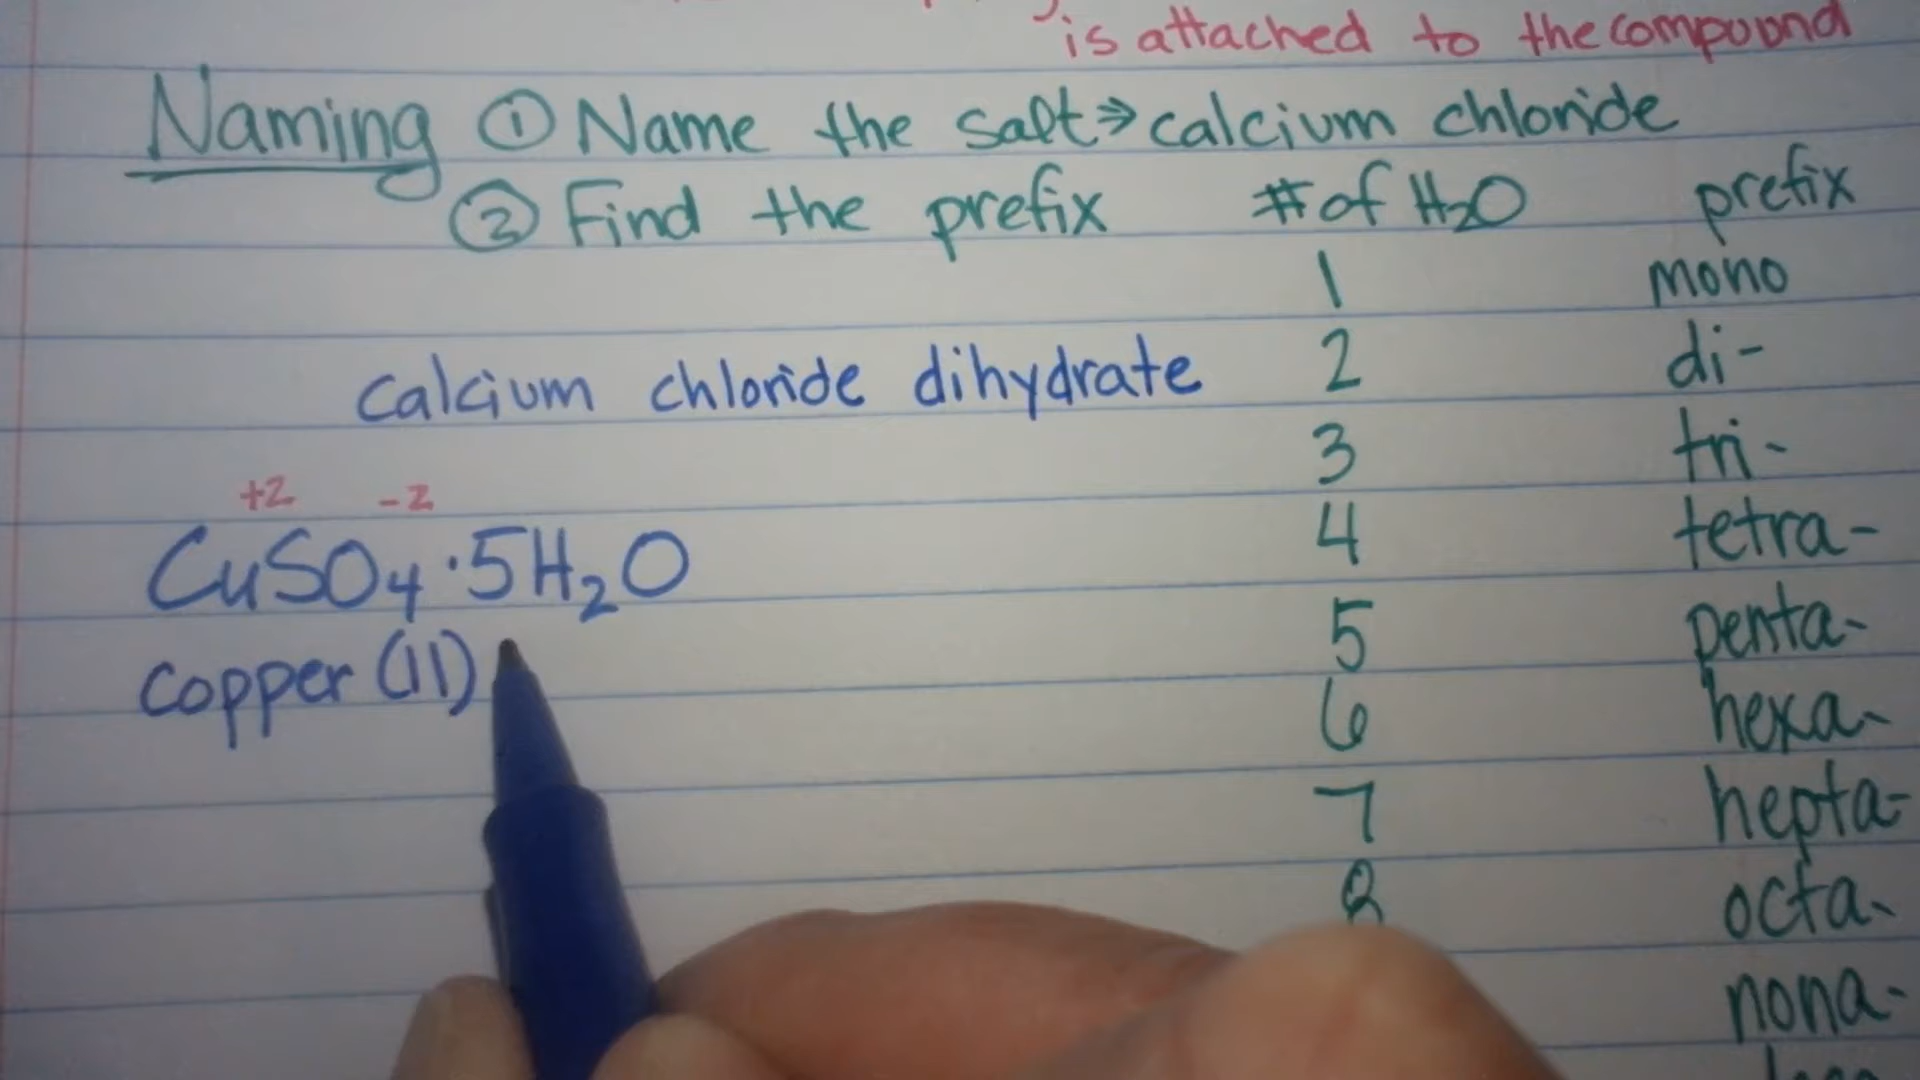 is attached to the compound
Naming ① Name the salt ⇒ calcium chloride
② Find the prefix # of H₂O prefix
1 mono
calcium chloride dihydrate 2 di-
3 tri-
+2 -2
4 tetra-
CuSO₄ · 5H₂O
5 penta-
copper (II)
6 hexa-
7 hepta-
8 octa-
nona-